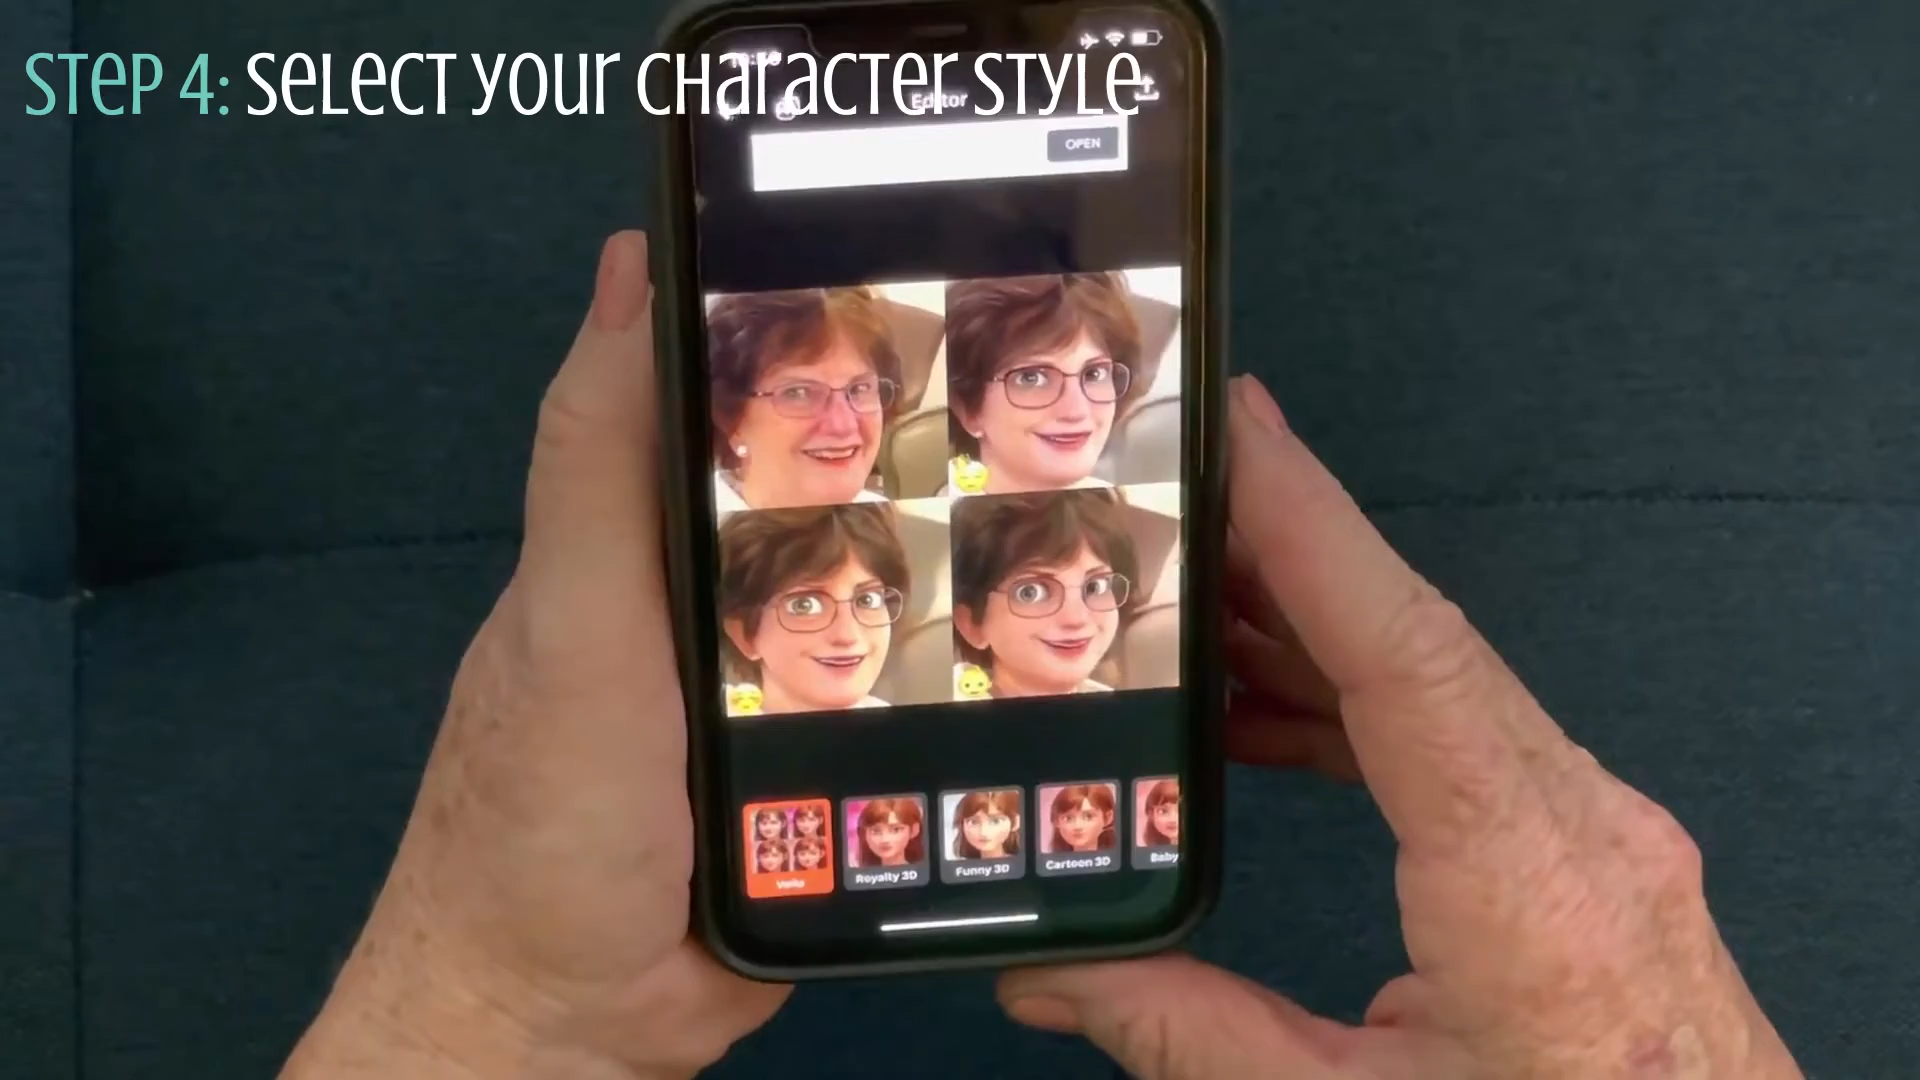 STEP 4: SELECT YOUR CHARACTER STYLE
Editor
OPEN
Royalty 3D
Funny 3D
Cartoon 3D
Baby